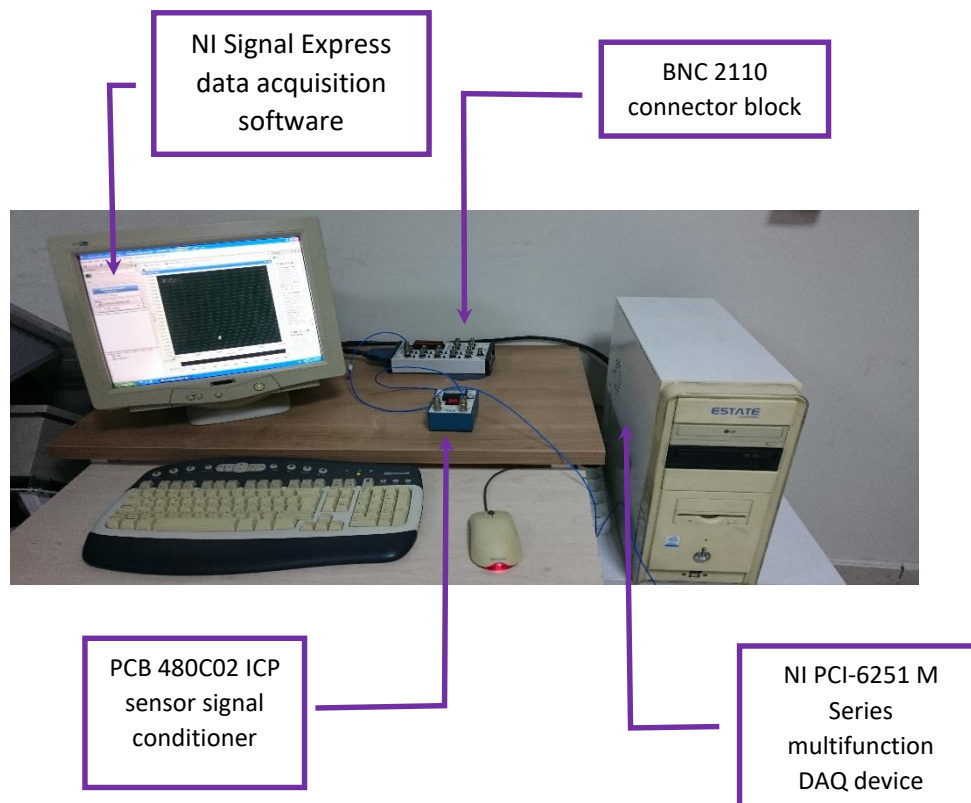 NI Signal Express
data acquisition
software
BNC 2110
connector block
ESTATE
PCB 480C02 ICP
sensor signal
conditioner
NI PCI-6251 M
Series
multifunction
DAQ device